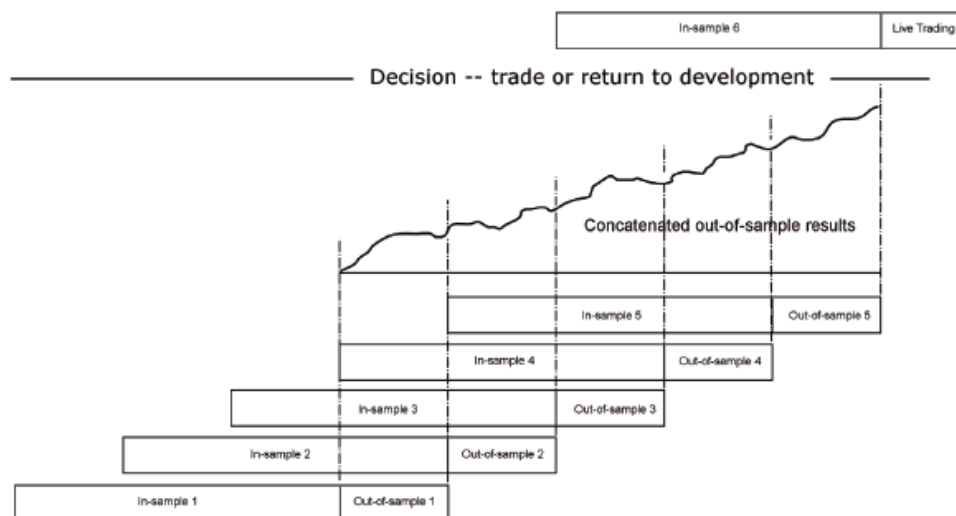 In-sample 6 Live Trading
Decision -- trade or return to development
Concatenated out-of-sample results
In-sample 5 Out-of-sample 5
In-sample 4 Out-of-sample 4
In-sample 3 Out-of-sample 3
In-sample 2 Out-of-sample 2
In-sample 1 Out-of-sample 1